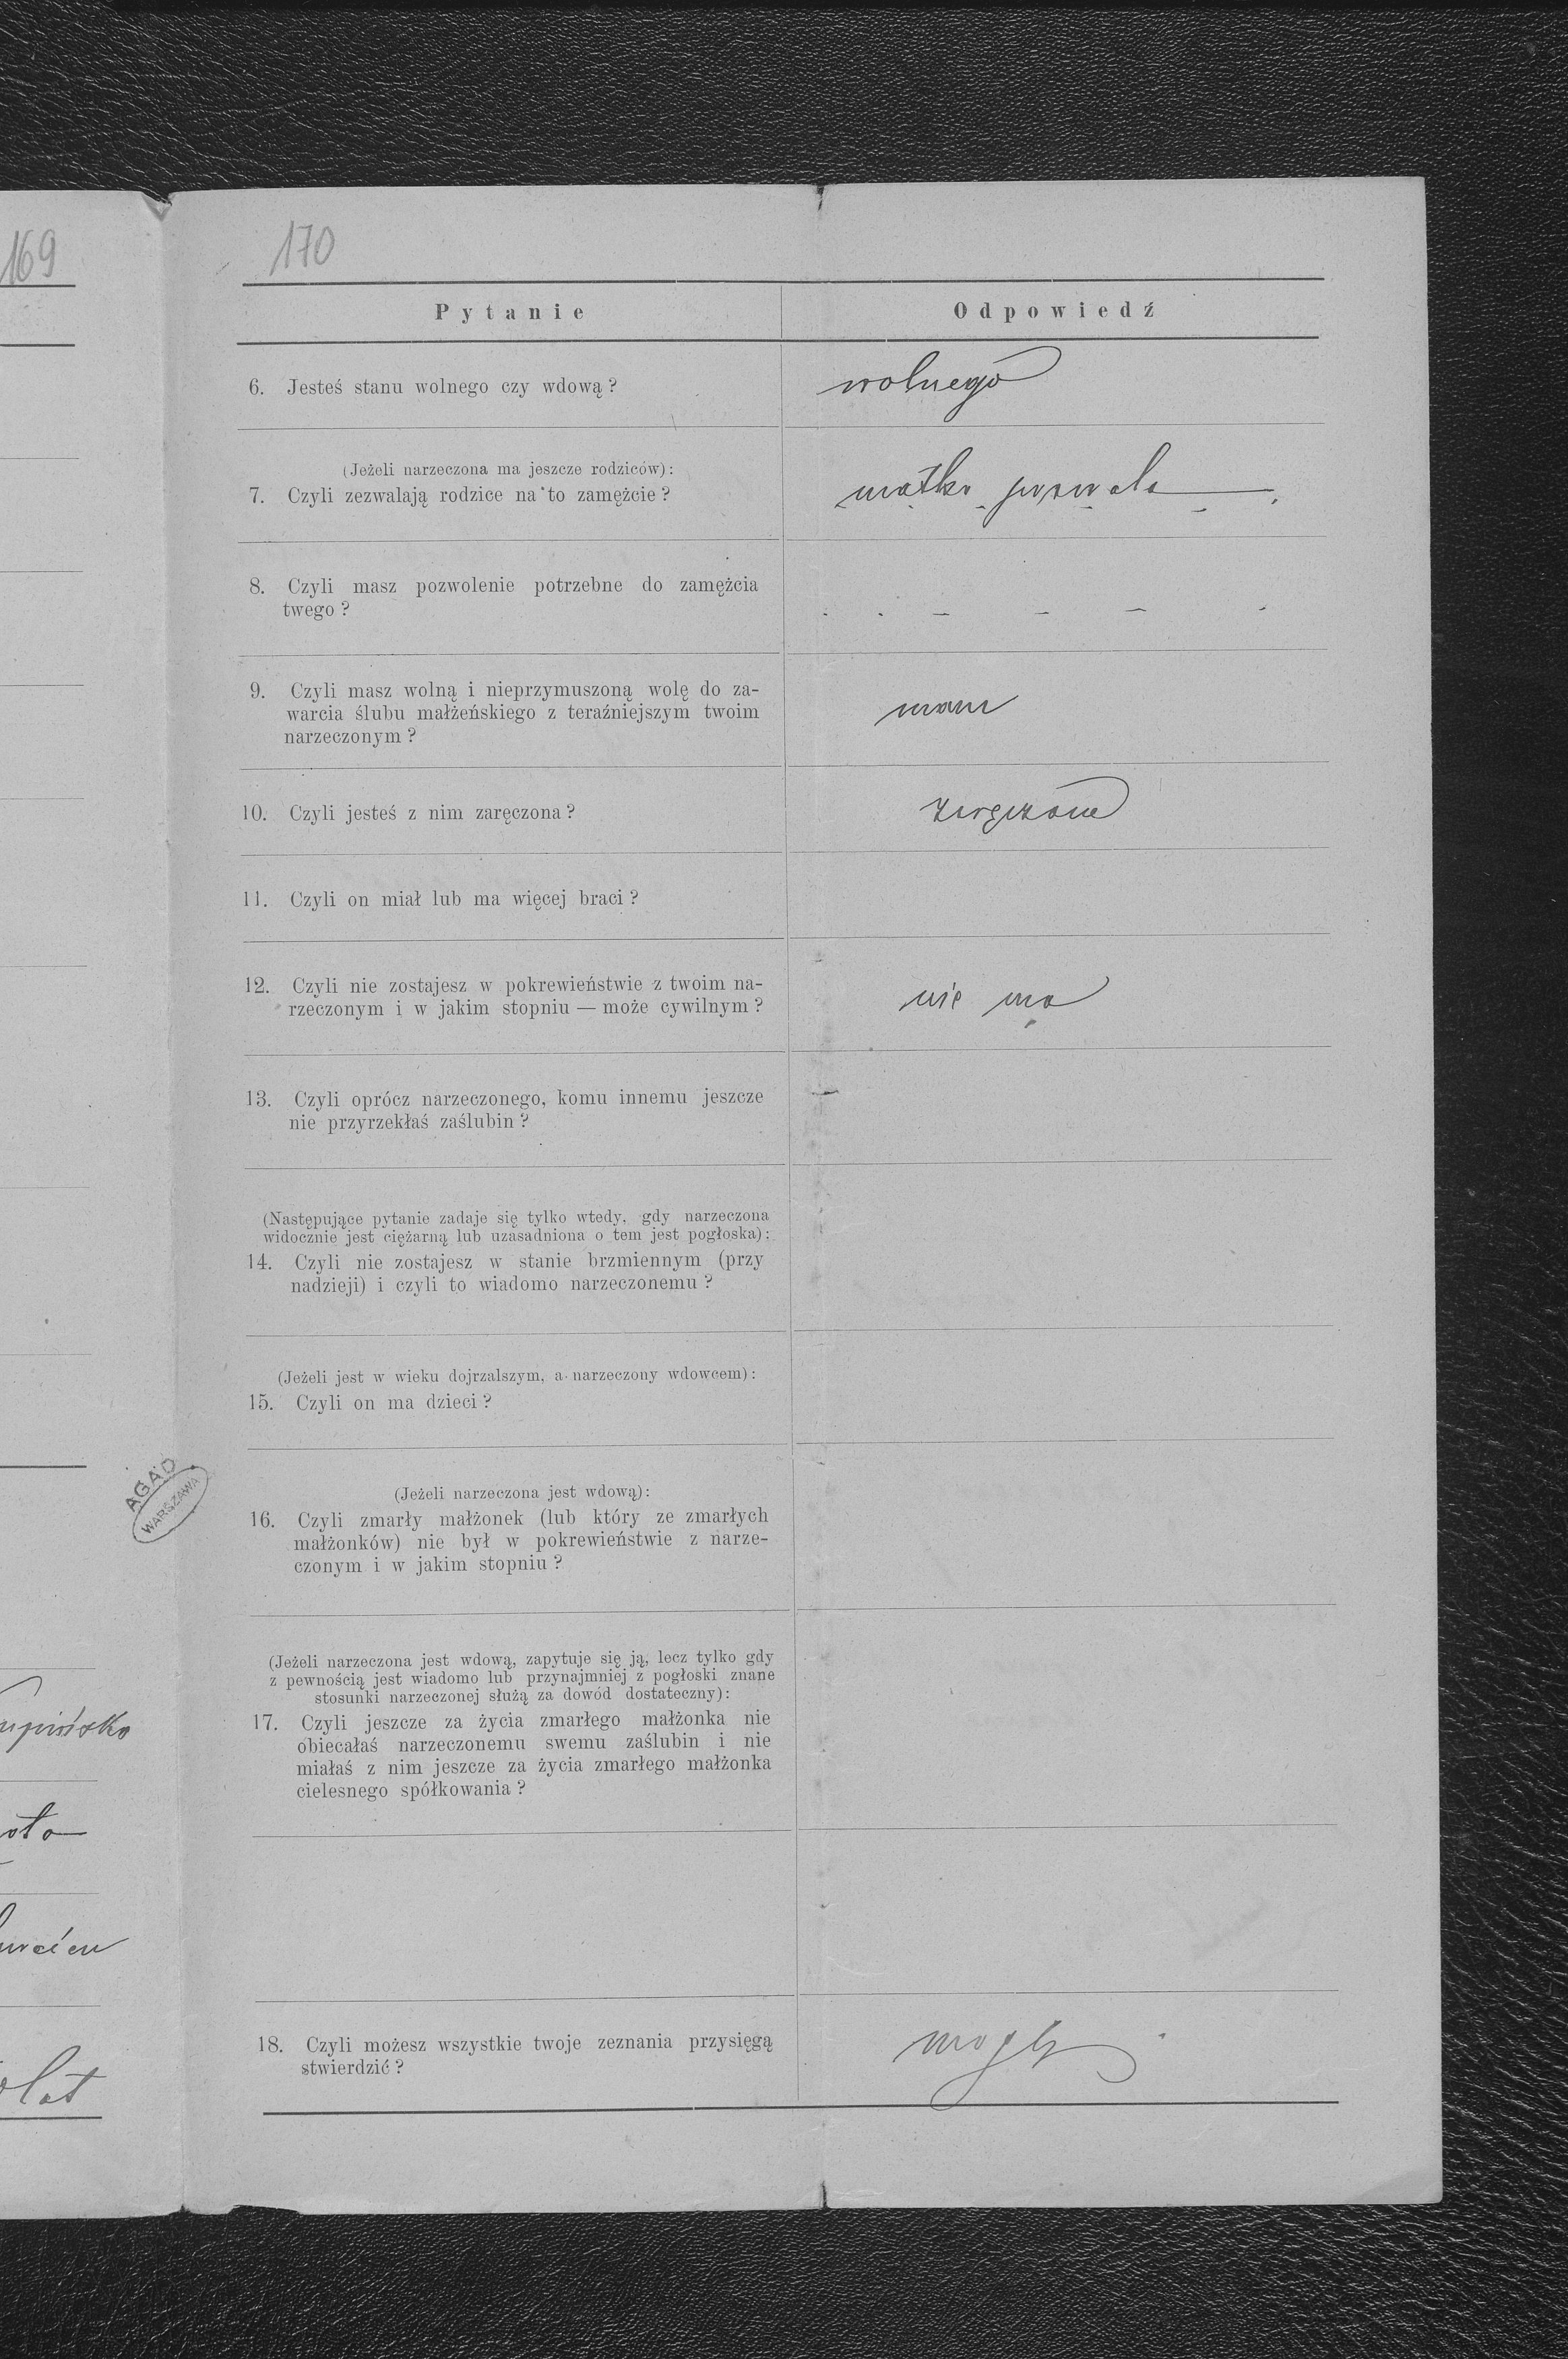 169
170
Pytanie Odpowiedź
6. Jesteś stanu wolnego czy wdową? wolnego
(Jeżeli narzeczona ma jeszcze rodziców):
7. Czyli zezwalają rodzice na to zamężcie? matka pozwala
8. Czyli masz pozwolenie potrzebne do zamężcia
twego?
9. Czyli masz wolną i nieprzymuszoną wolę do za-
warcia ślubu małżeńskiego z teraźniejszym twoim mam
narzeczonym?
10. Czyli jesteś z nim zaręczona? zaręczona
11. Czyli on miał lub ma więcej braci?
12. Czyli nie zostajesz w pokrewieństwie z twoim na-
rzeczonym i w jakim stopniu — może cywilnym? nie ma
13. Czyli oprócz narzeczonego, komu innemu jeszcze
nie przyrzekłaś zaślubin?
(Następujące pytanie zadaje się tylko wtedy, gdy narzeczona
widocznie jest ciężarną lub uzasadniona o tem jest pogłoska):
14. Czyli nie zostajesz w stanie brzmiennym (przy
nadzieji) i czyli to wiadomo narzeczonemu?
(Jeżeli jest w wieku dojrzalszym, a narzeczony wdowcem):
15. Czyli on ma dzieci?
AGAD
WARSZAWA
(Jeżeli narzeczona jest wdową):
16. Czyli zmarły małżonek (lub który ze zmarłych
małżonków) nie był w pokrewieństwie z narze-
czonym i w jakim stopniu?
(Jeżeli narzeczona jest wdową, zapytuje się ją, lecz tylko gdy
z pewnością jest wiadomo lub przynajmniej z pogłoski znane
stosunki narzeczonej służą za dowód dostateczny):
17. Czyli jeszcze za życia zmarłego małżonka nie
obiecałaś narzeczonemu swemu zaślubin i nie
miałaś z nim jeszcze za życia zmarłego małżonka
cielesnego spółkowania?
18. Czyli możesz wszystkie twoje zeznania przysięgą mogę
stwierdzić?
lat